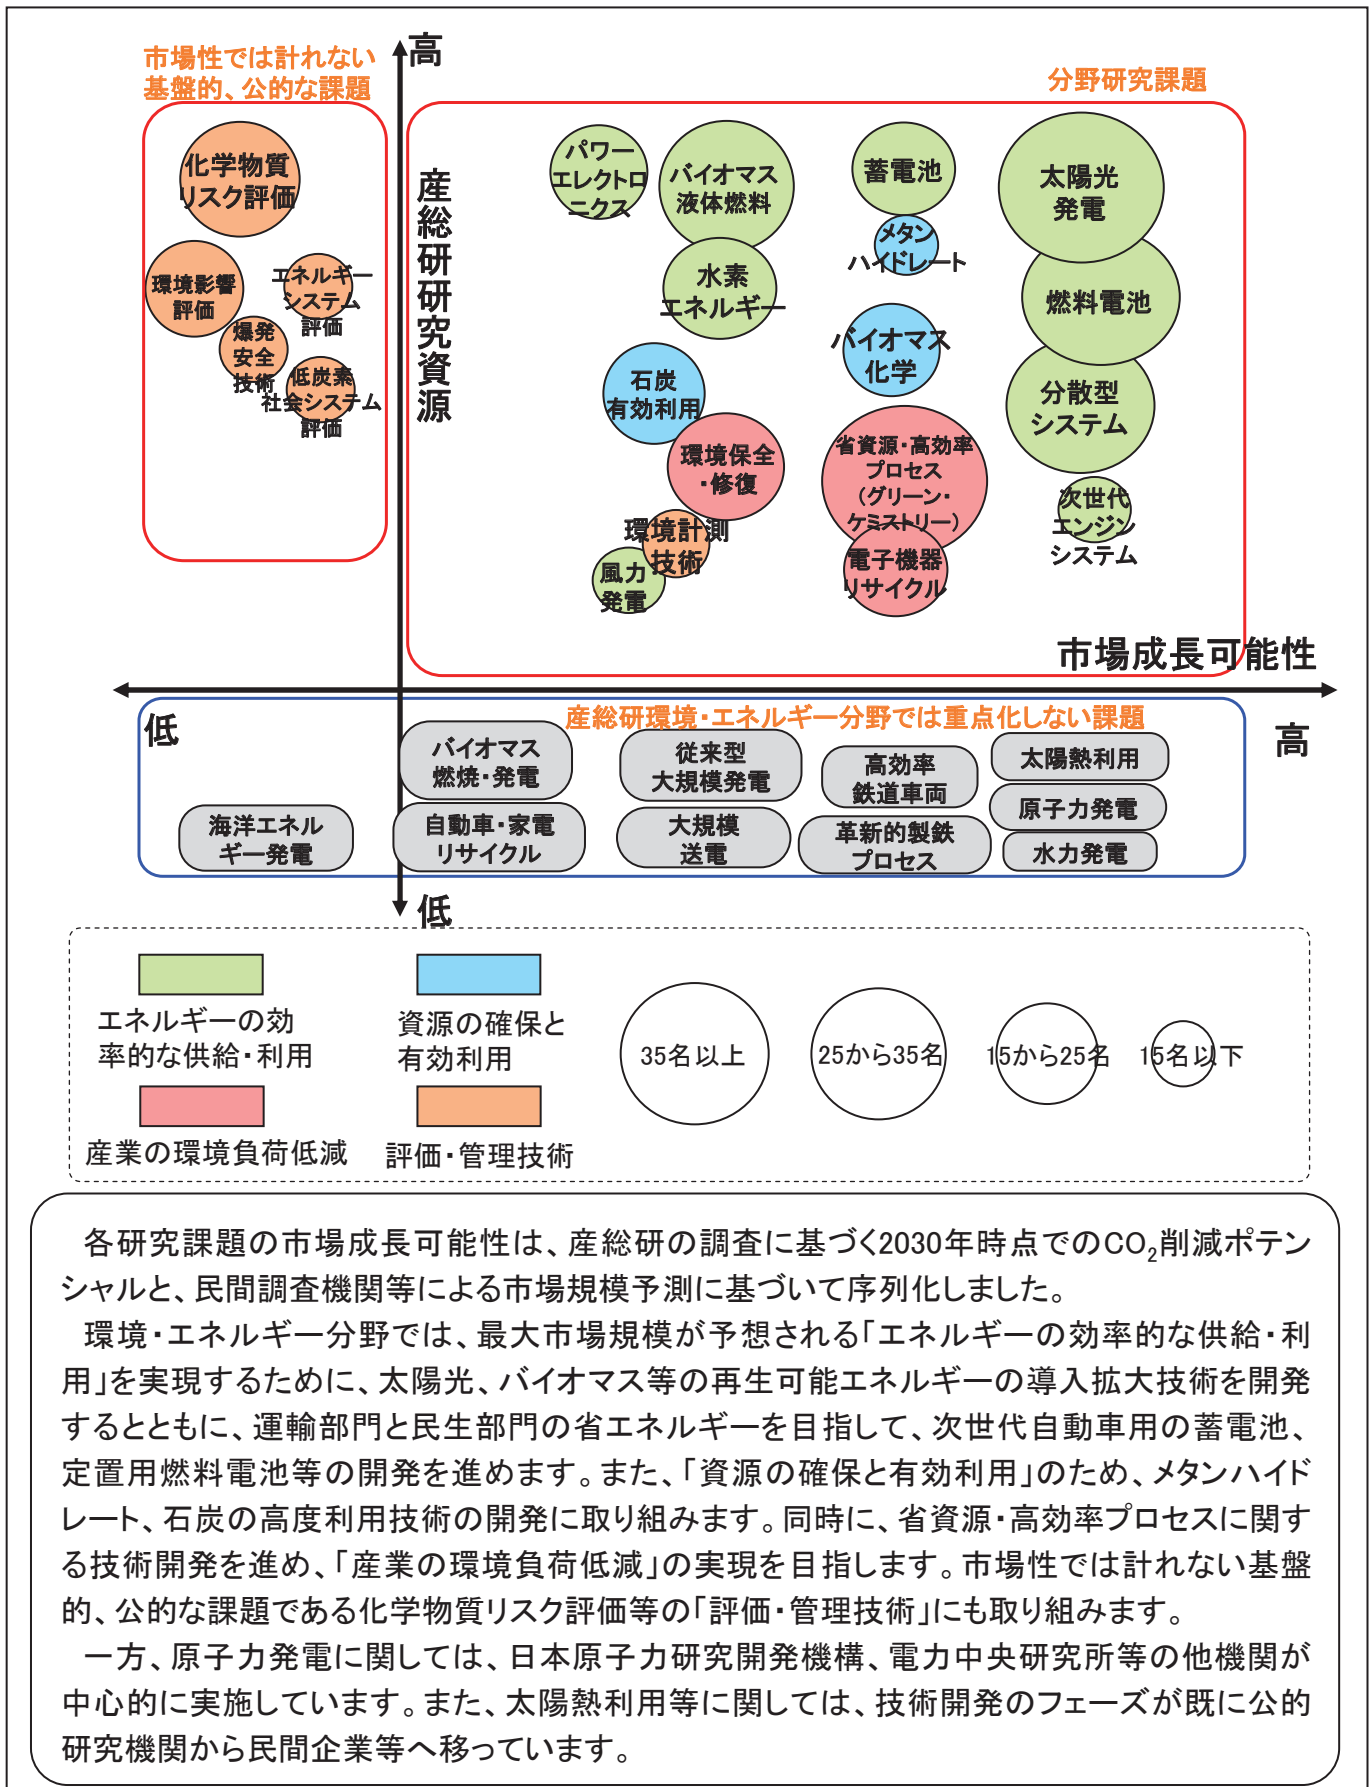 市場性では計れない
基盤的、公的な課題
高
分野研究課題
化学物質
リスク評価
環境影響
評価
エネルギー
システム
評価
爆発
安全
技術
低炭素
社会システム
評価
産総研研究資源
パワー
エレクトロ
ニクス
バイオマス
液体燃料
蓄電池
太陽光
発電
メタン
ハイドレート
水素
エネルギー
燃料電池
バイオマス
化学
石炭
有効利用
分散型
システム
環境保全
・修復
省資源・高効率
プロセス
（グリーン・
ケミストリー）
次世代
エンジン
システム
環境計測
技術
風力
発電
電子機器
リサイクル
市場成長可能性
低
高
産総研環境・エネルギー分野では重点化しない課題
バイオマス
燃焼・発電
従来型
大規模発電
高効率
鉄道車両
太陽熱利用
原子力発電
海洋エネル
ギー発電
自動車・家電
リサイクル
大規模
送電
革新的製鉄
プロセス
水力発電
低
エネルギーの効
率的な供給・利用
資源の確保と
有効利用
35名以上
25から35名
15から25名
15名以下
産業の環境負荷低減
評価・管理技術
各研究課題の市場成長可能性は、産総研の調査に基づく2030年時点でのCO₂削減ポテン
シャルと、民間調査機関等による市場規模予測に基づいて序列化しました。
環境・エネルギー分野では、最大市場規模が予想される「エネルギーの効率的な供給・利
用」を実現するために、太陽光、バイオマス等の再生可能エネルギーの導入拡大技術を開発
するとともに、運輸部門と民生部門の省エネルギーを目指して、次世代自動車用の蓄電池、
定置用燃料電池等の開発を進めます。また、「資源の確保と有効利用」のため、メタンハイド
レート、石炭の高度利用技術の開発に取り組みます。同時に、省資源・高効率プロセスに関す
る技術開発を進め、「産業の環境負荷低減」の実現を目指します。市場性では計れない基盤
的、公的な課題である化学物質リスク評価等の「評価・管理技術」にも取り組みます。
一方、原子力発電に関しては、日本原子力研究開発機構、電力中央研究所等の他機関が
中心的に実施しています。また、太陽熱利用等に関しては、技術開発のフェーズが既に公的
研究機関から民間企業等へ移っています。